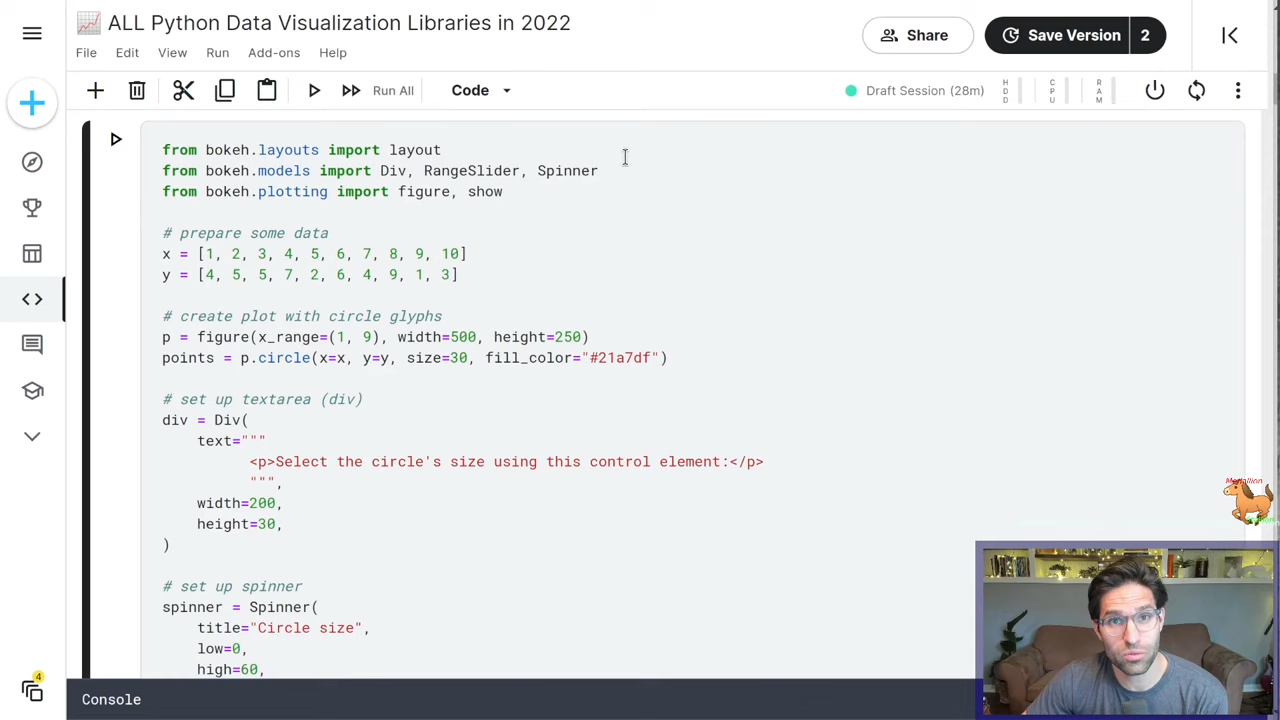 ALL Python Data Visualization Libraries in 2022
Share
Save Version
2
File Edit View Run Add-ons Help
Run All
Code
Draft Session (28m)
HDD
CPU
RAM
from bokeh.layouts import layout
from bokeh.models import Div, RangeSlider, Spinner
from bokeh.plotting import figure, show
# prepare some data
x = [1, 2, 3, 4, 5, 6, 7, 8, 9, 10]
y = [4, 5, 5, 7, 2, 6, 4, 9, 1, 3]
# create plot with circle glyphs
p = figure(x_range=(1, 9), width=500, height=250)
points = p.circle(x=x, y=y, size=30, fill_color="#21a7df")
# set up textarea (div)
div = Div(
text="""
<p>Select the circle's size using this control element:</p>
""",
width=200,
height=30,
)
# set up spinner
spinner = Spinner(
title="Circle size",
low=0,
high=60,
Medallion
4
Console